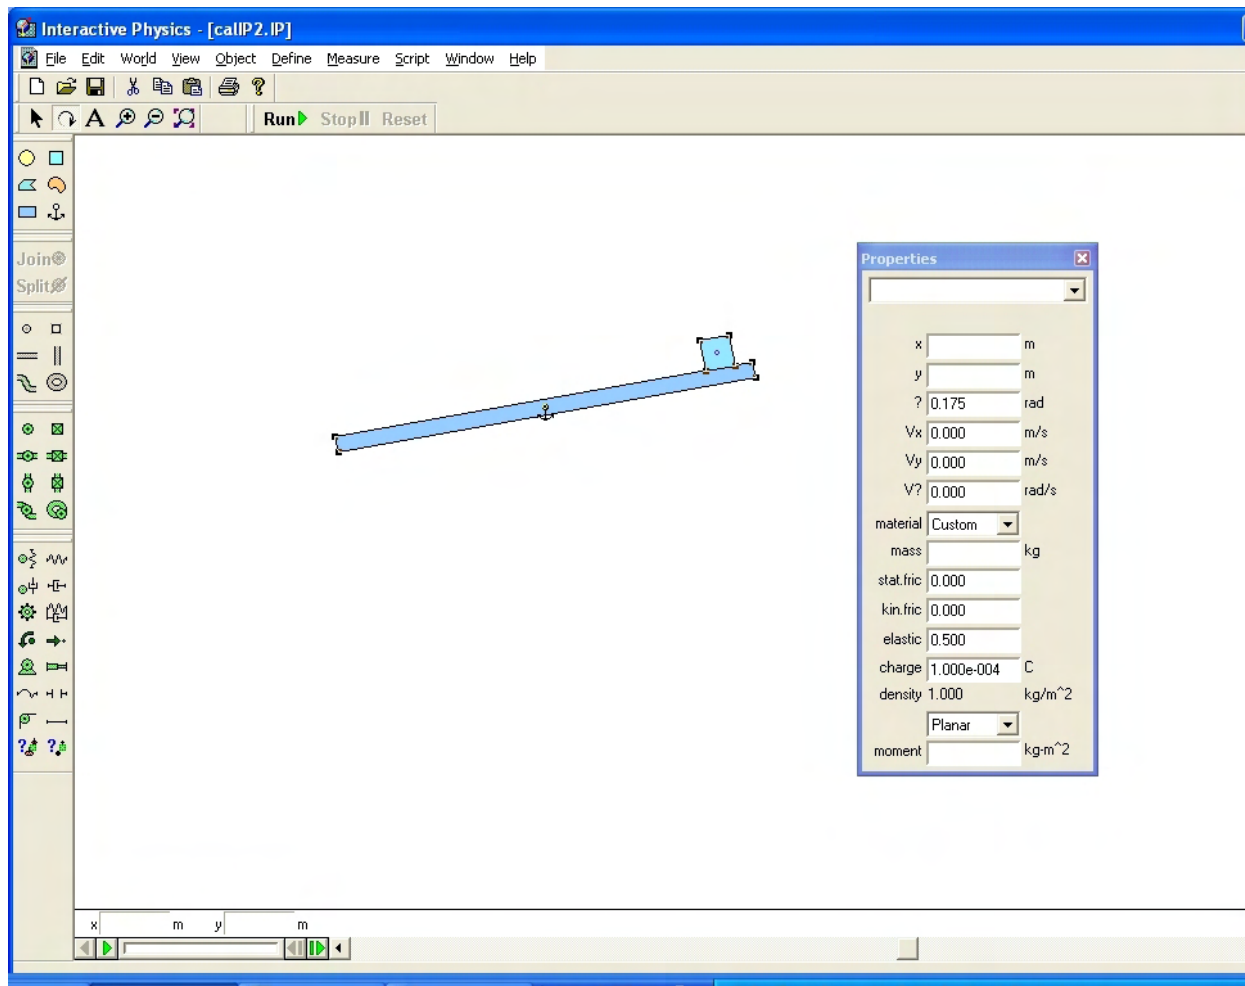 Interactive Physics - [calIP2.IP]
File Edit World View Object Define Measure Script Window Help
A Run Stop Reset
Join
Split
Properties
x m
y m
? 0.175 rad
Vx 0.000 m/s
Vy 0.000 m/s
V? 0.000 rad/s
material Custom
mass kg
stat.fric 0.000
kin.fric 0.000
elastic 0.500
charge 1.000e-004 C
density 1.000 kg/m^2
Planar
moment kg-m^2
x m y m